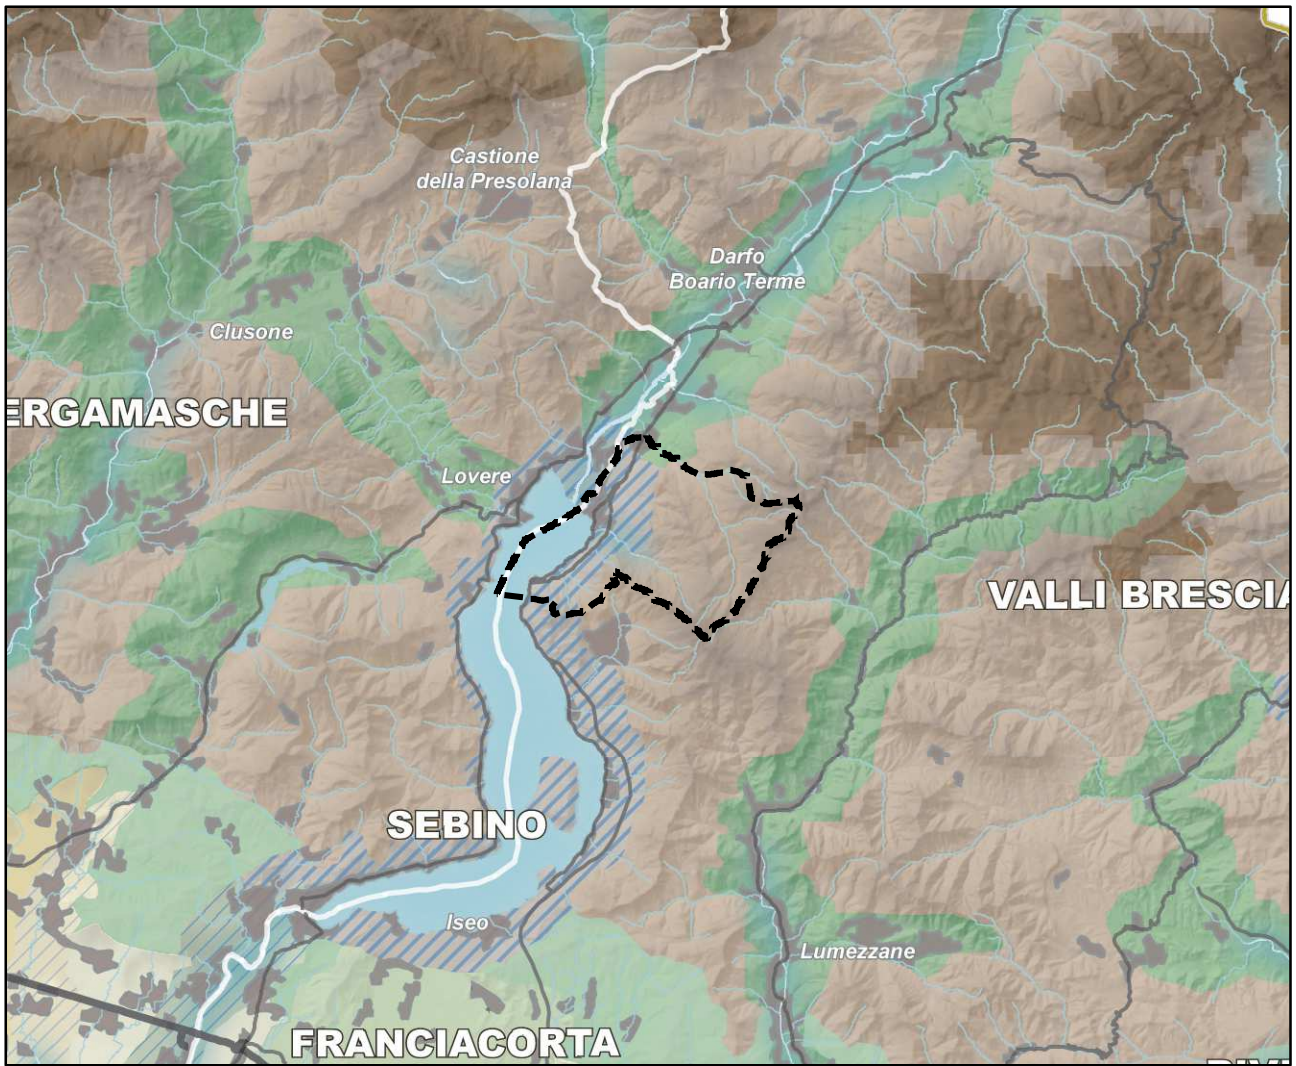 Castione
della Presolana
Darfo
Boario Terme
Clusone
ERGAMASCHE
Lovere
VALLI BRESCIA
SEBINO
Iseo
Lumezzane
FRANCIACORTA